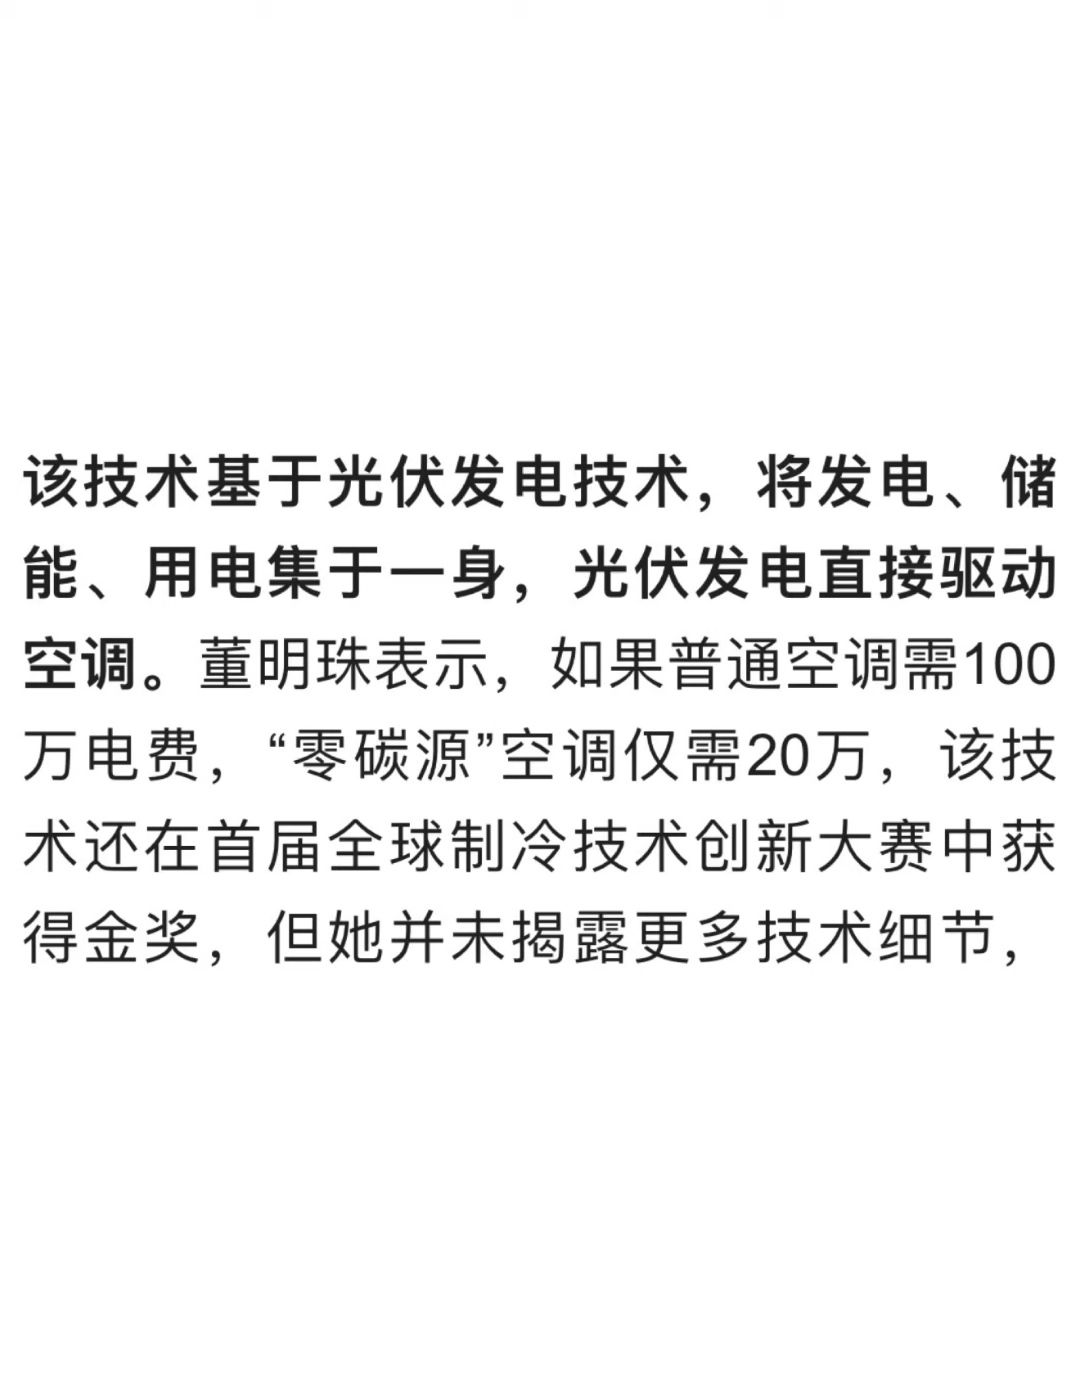 该技术基于光伏发电技术，将发电、储
能、用电集于一身，光伏发电直接驱动
空调。董明珠表示，如果普通空调需100
万电费，“零碳源”空调仅需20万，该技
术还在首届全球制冷技术创新大赛中获
得金奖，但她并未揭露更多技术细节，